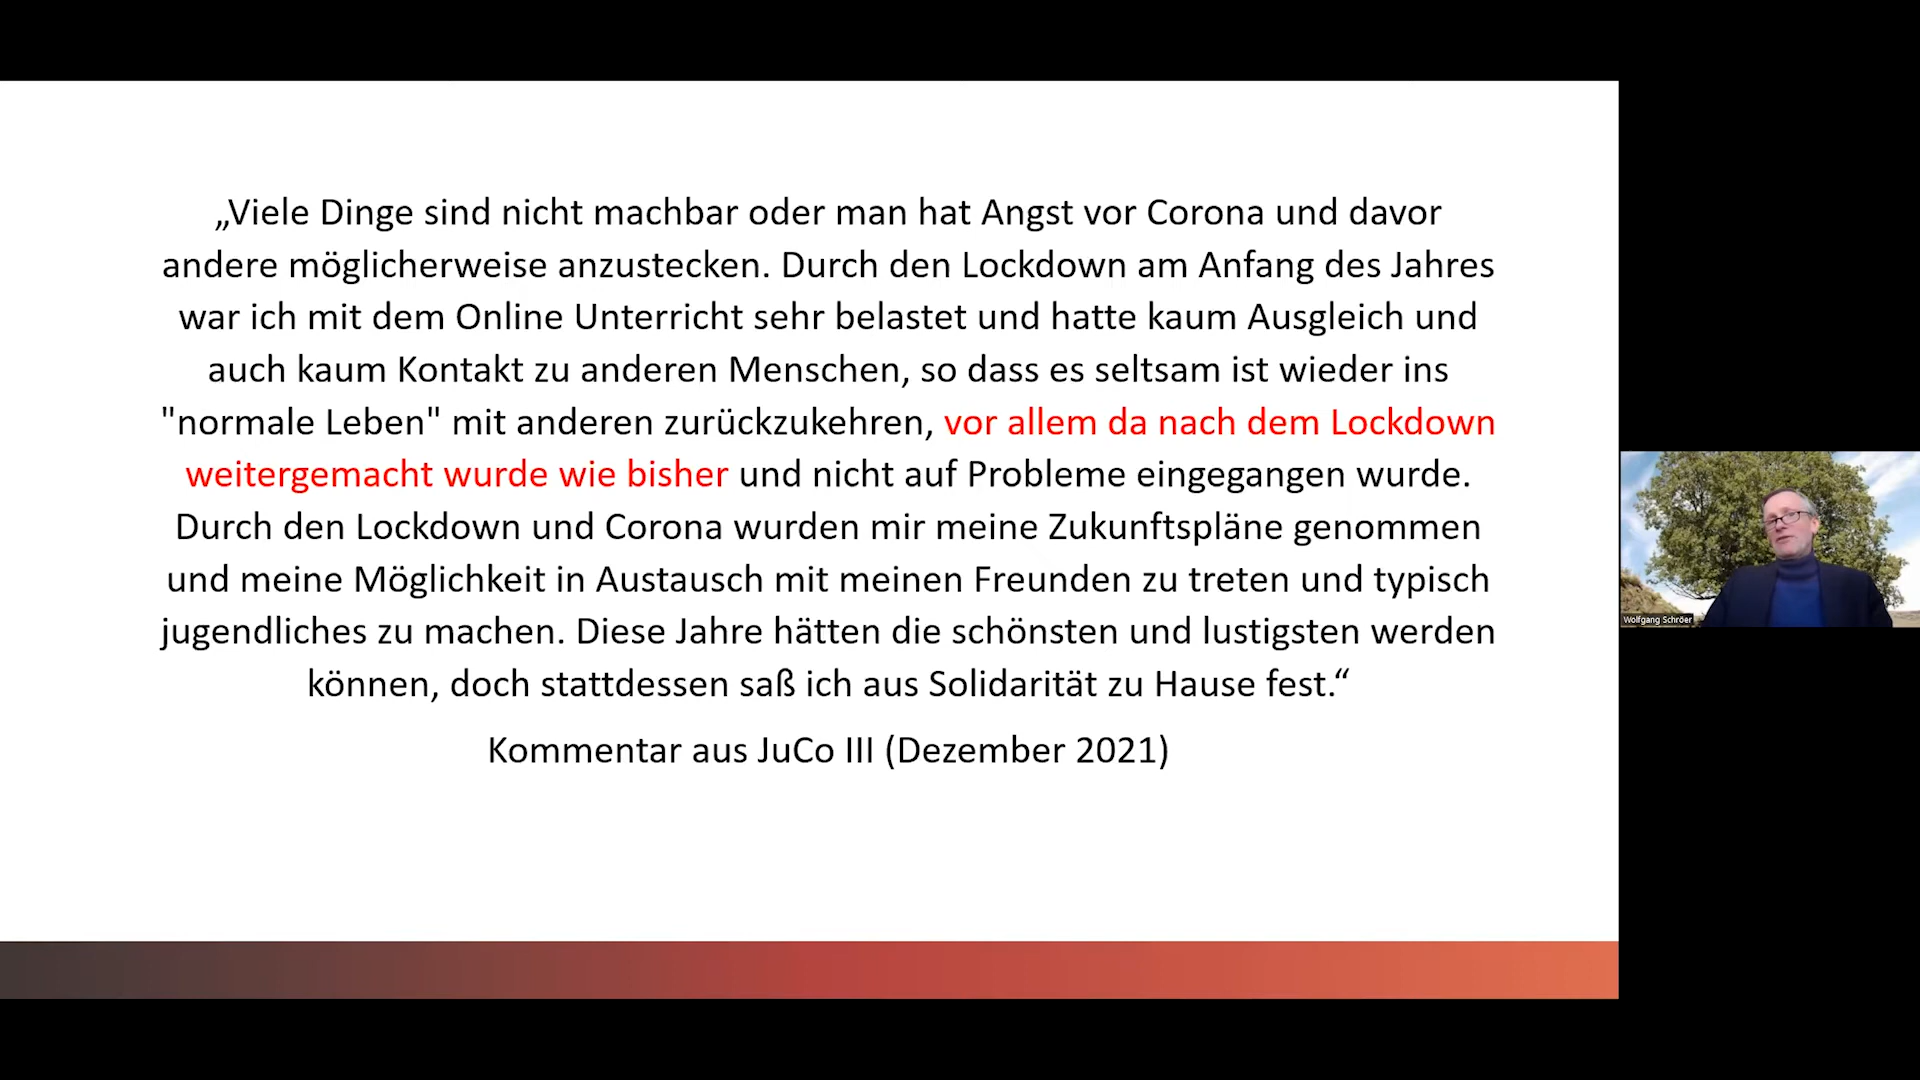 „Viele Dinge sind nicht machbar oder man hat Angst vor Corona und davor
andere möglicherweise anzustecken. Durch den Lockdown am Anfang des Jahres
war ich mit dem Online Unterricht sehr belastet und hatte kaum Ausgleich und
auch kaum Kontakt zu anderen Menschen, so dass es seltsam ist wieder ins
"normale Leben" mit anderen zurückzukehren, vor allem da nach dem Lockdown
weitergemacht wurde wie bisher und nicht auf Probleme eingegangen wurde.
Durch den Lockdown und Corona wurden mir meine Zukunftspläne genommen
und meine Möglichkeit in Austausch mit meinen Freunden zu treten und typisch
jugendliches zu machen. Diese Jahre hätten die schönsten und lustigsten werden
können, doch stattdessen saß ich aus Solidarität zu Hause fest.“
Kommentar aus JuCo III (Dezember 2021)
Wolfgang Schröer